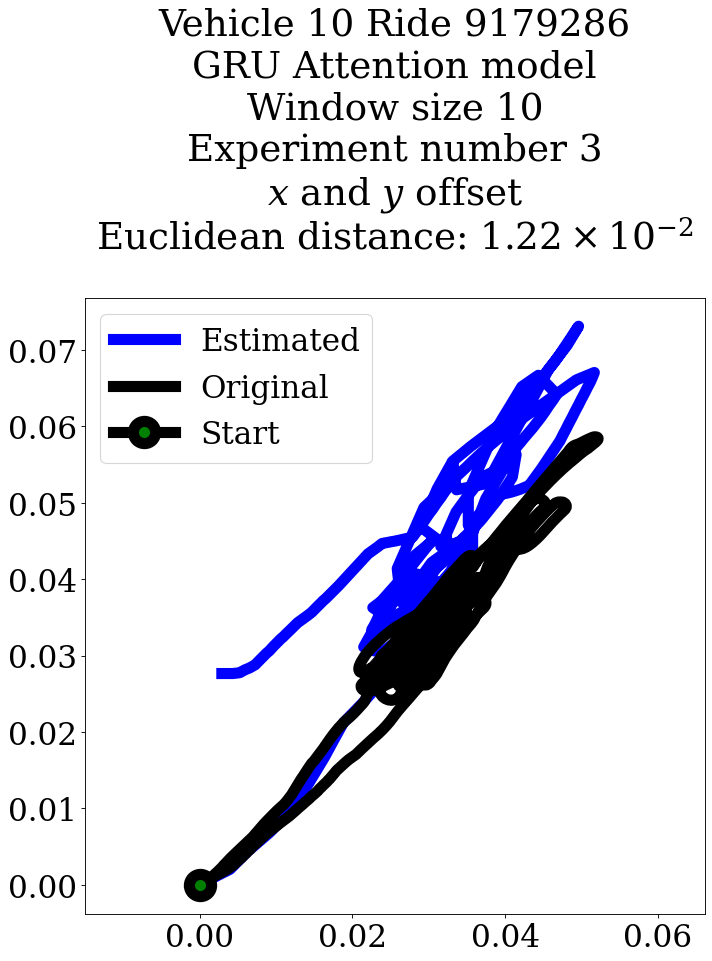 Vehicle 10 Ride 9179286
GRU Attention model
Window size 10
Experiment number 3
x and y offset
Euclidean distance: 1.22 × 10⁻²
Estimated
Original
Start
0.07
0.06
0.05
0.04
0.03
0.02
0.01
0.00
0.00 0.02 0.04 0.06